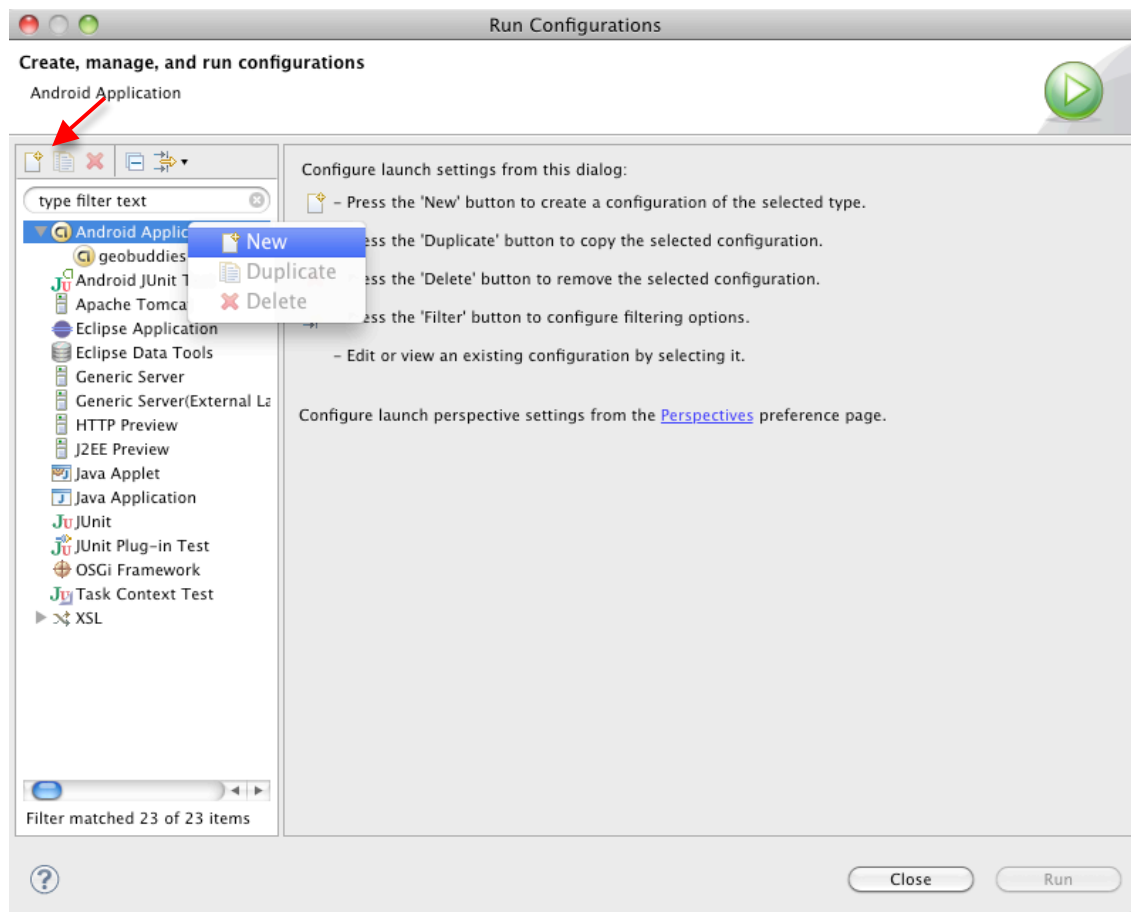 Run Configurations
Create, manage, and run configurations
Android Application
type filter text
Android Applic
geobuddies
Android JUnit T
Apache Tomca
Eclipse Application
Eclipse Data Tools
Generic Server
Generic Server(External La
HTTP Preview
J2EE Preview
Java Applet
Java Application
JUnit
JUnit Plug-in Test
OSGi Framework
Task Context Test
XSL
Filter matched 23 of 23 items
New
Duplicate
Delete
Configure launch settings from this dialog:
– Press the 'New' button to create a configuration of the selected type.
ess the 'Duplicate' button to copy the selected configuration.
ess the 'Delete' button to remove the selected configuration.
ess the 'Filter' button to configure filtering options.
– Edit or view an existing configuration by selecting it.
Configure launch perspective settings from the Perspectives preference page.
Close
Run